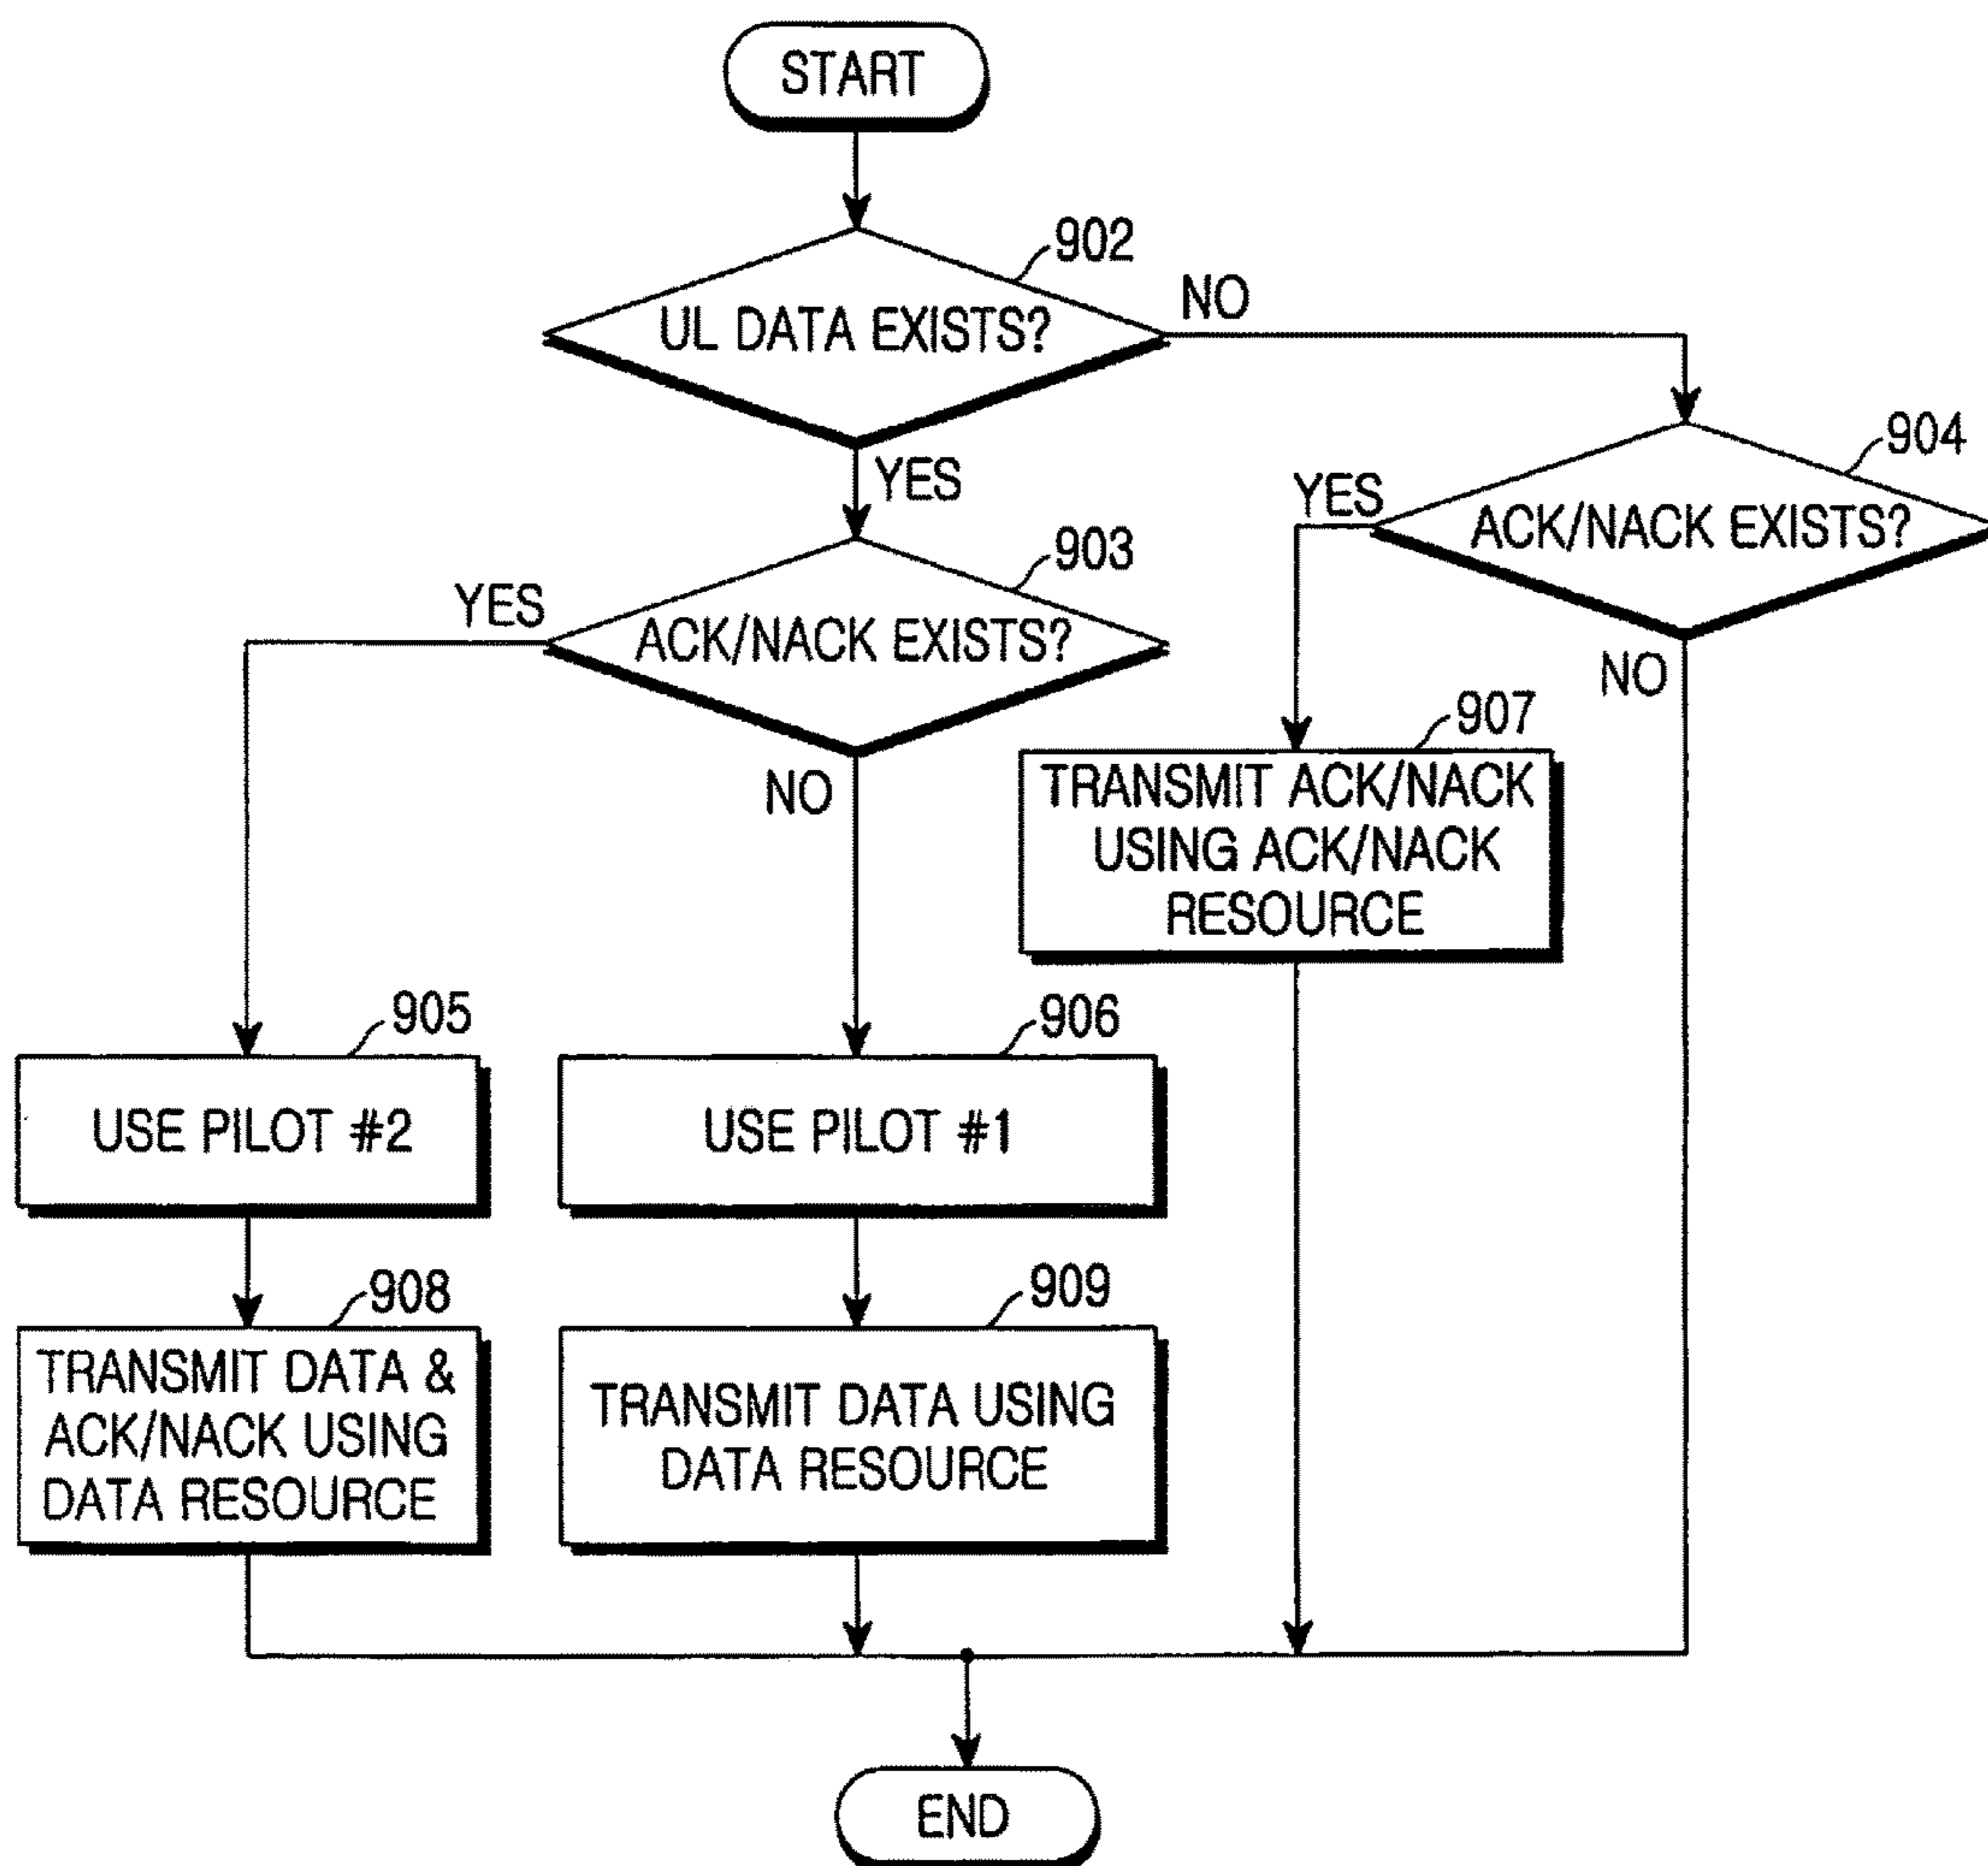 START
902
UL DATA EXISTS?
NO
YES
904
ACK/NACK EXISTS?
YES
NO
903
ACK/NACK EXISTS?
YES
NO
907
TRANSMIT ACK/NACK
USING ACK/NACK
RESOURCE
905
USE PILOT #2
906
USE PILOT #1
908
TRANSMIT DATA &
ACK/NACK USING
DATA RESOURCE
909
TRANSMIT DATA USING
DATA RESOURCE
END